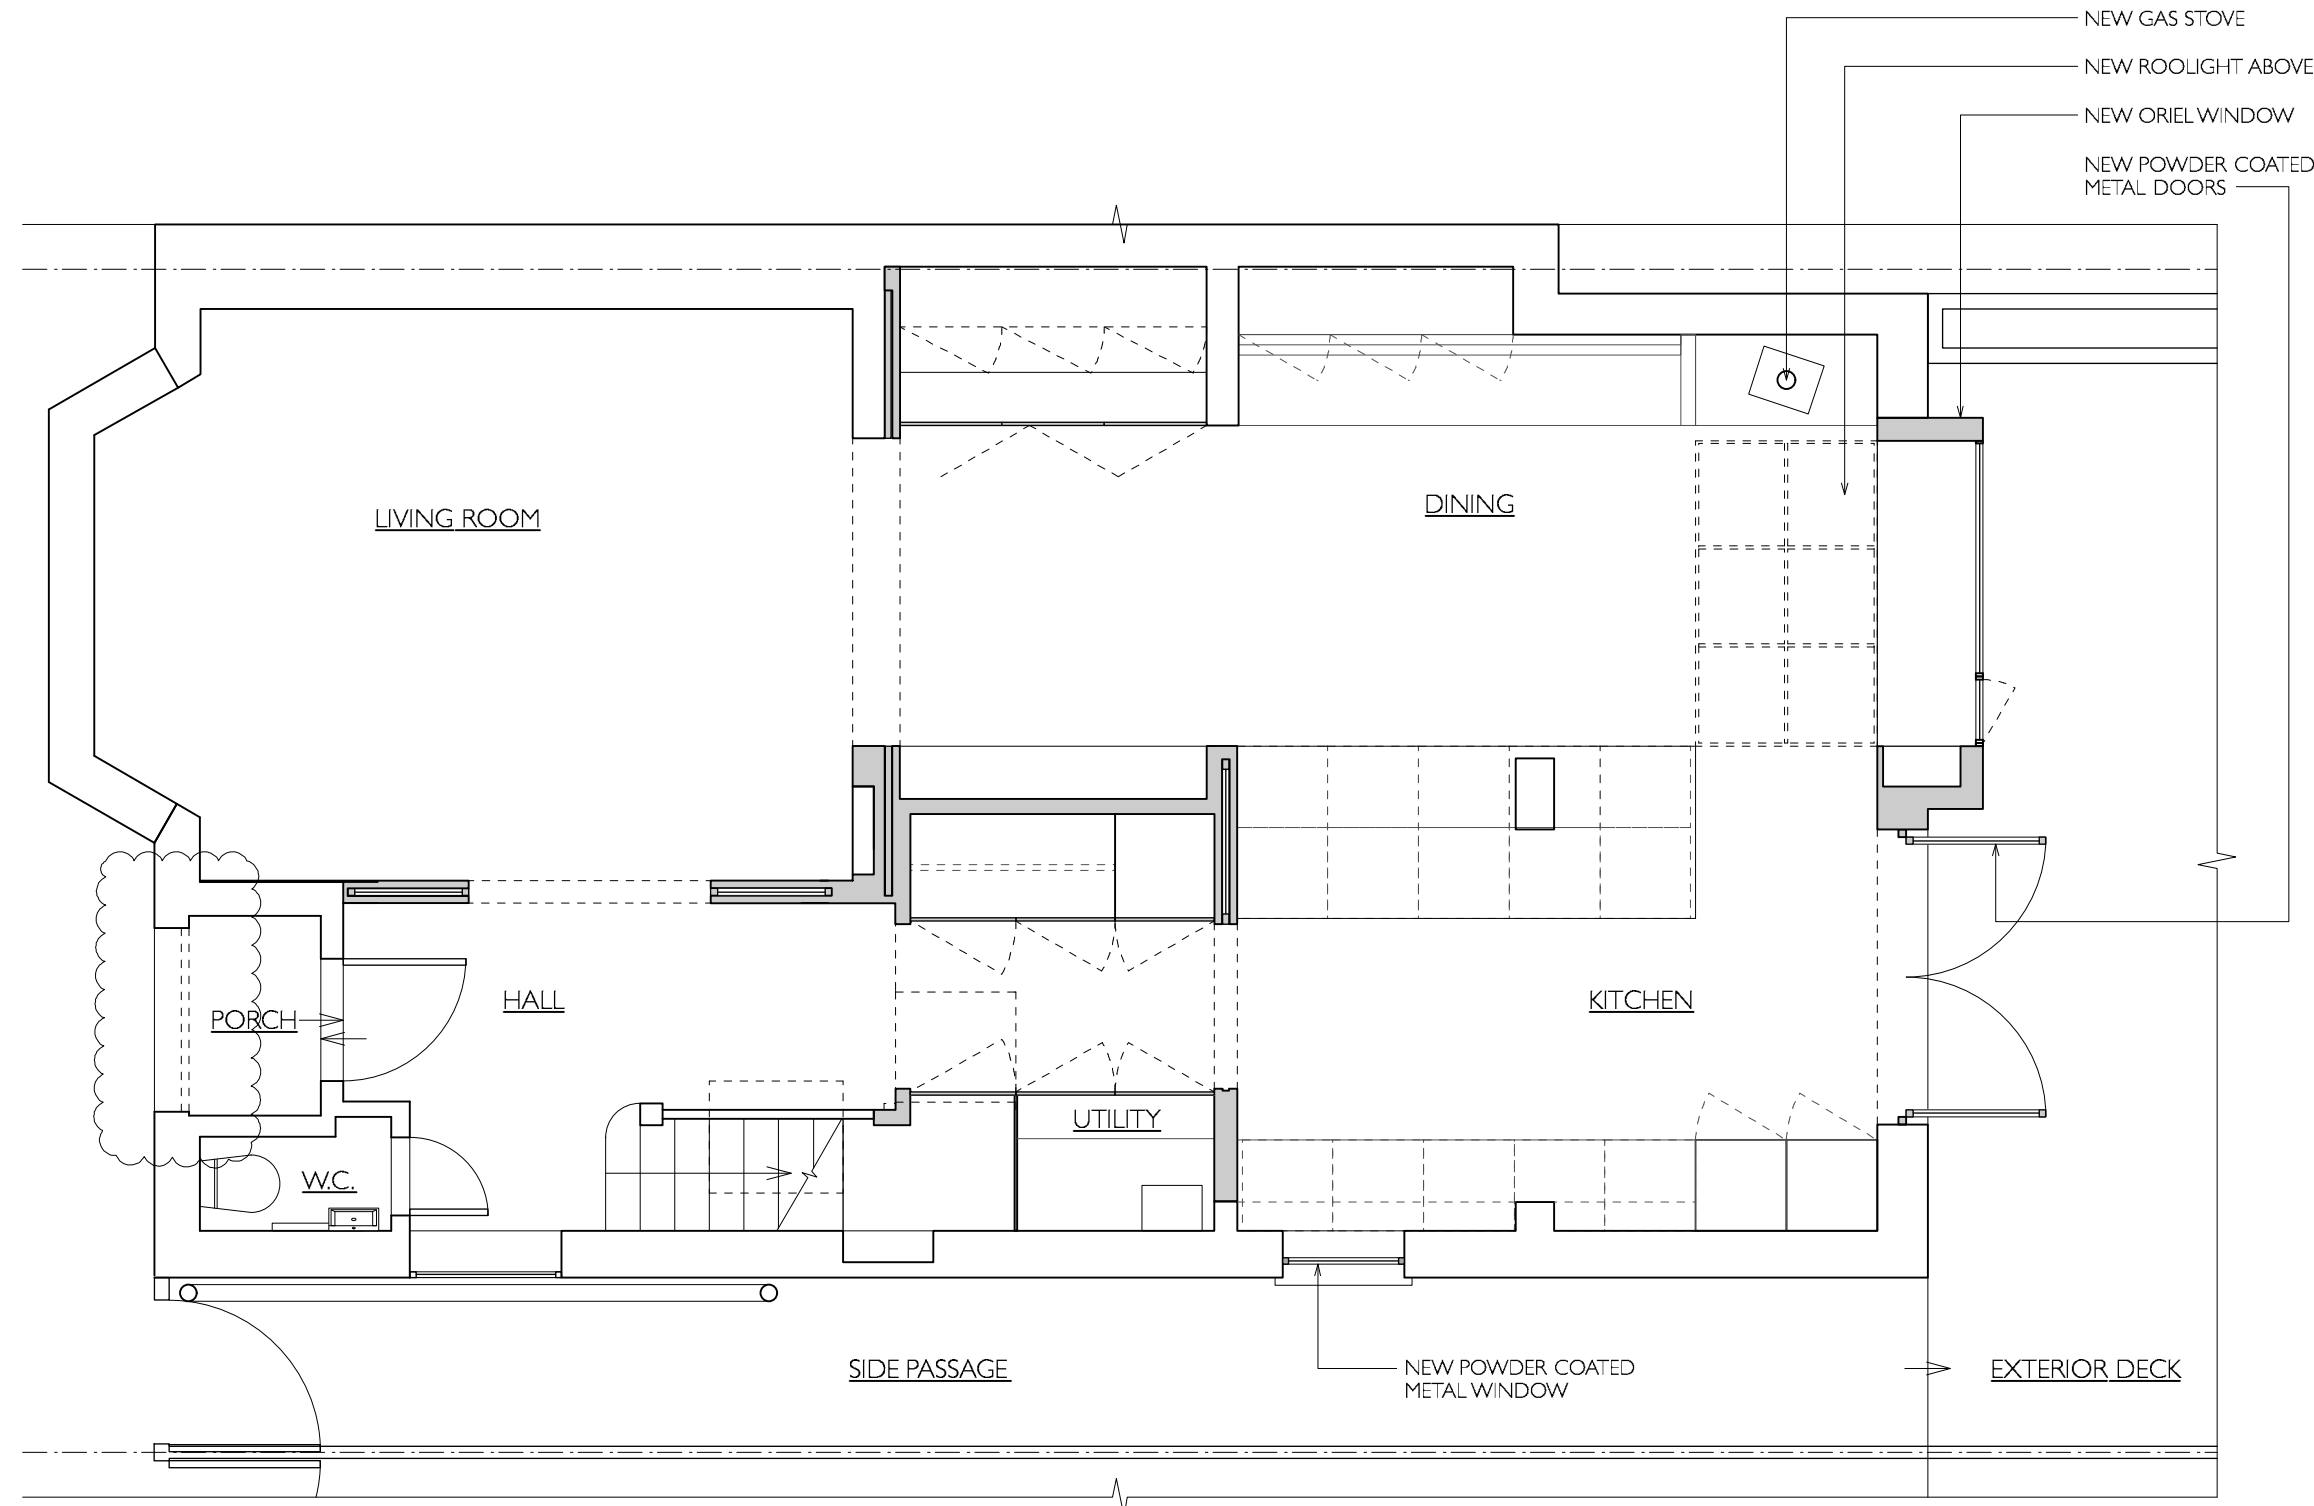 NEW GAS STOVE
NEW ROOLIGHT ABOVE
NEW ORIEL WINDOW
NEW POWDER COATED
METAL DOORS
LIVING ROOM
DINING
HALL
KITCHEN
PORCH
UTILITY
W.C.
SIDE PASSAGE
NEW POWDER COATED
METAL WINDOW
EXTERIOR DECK